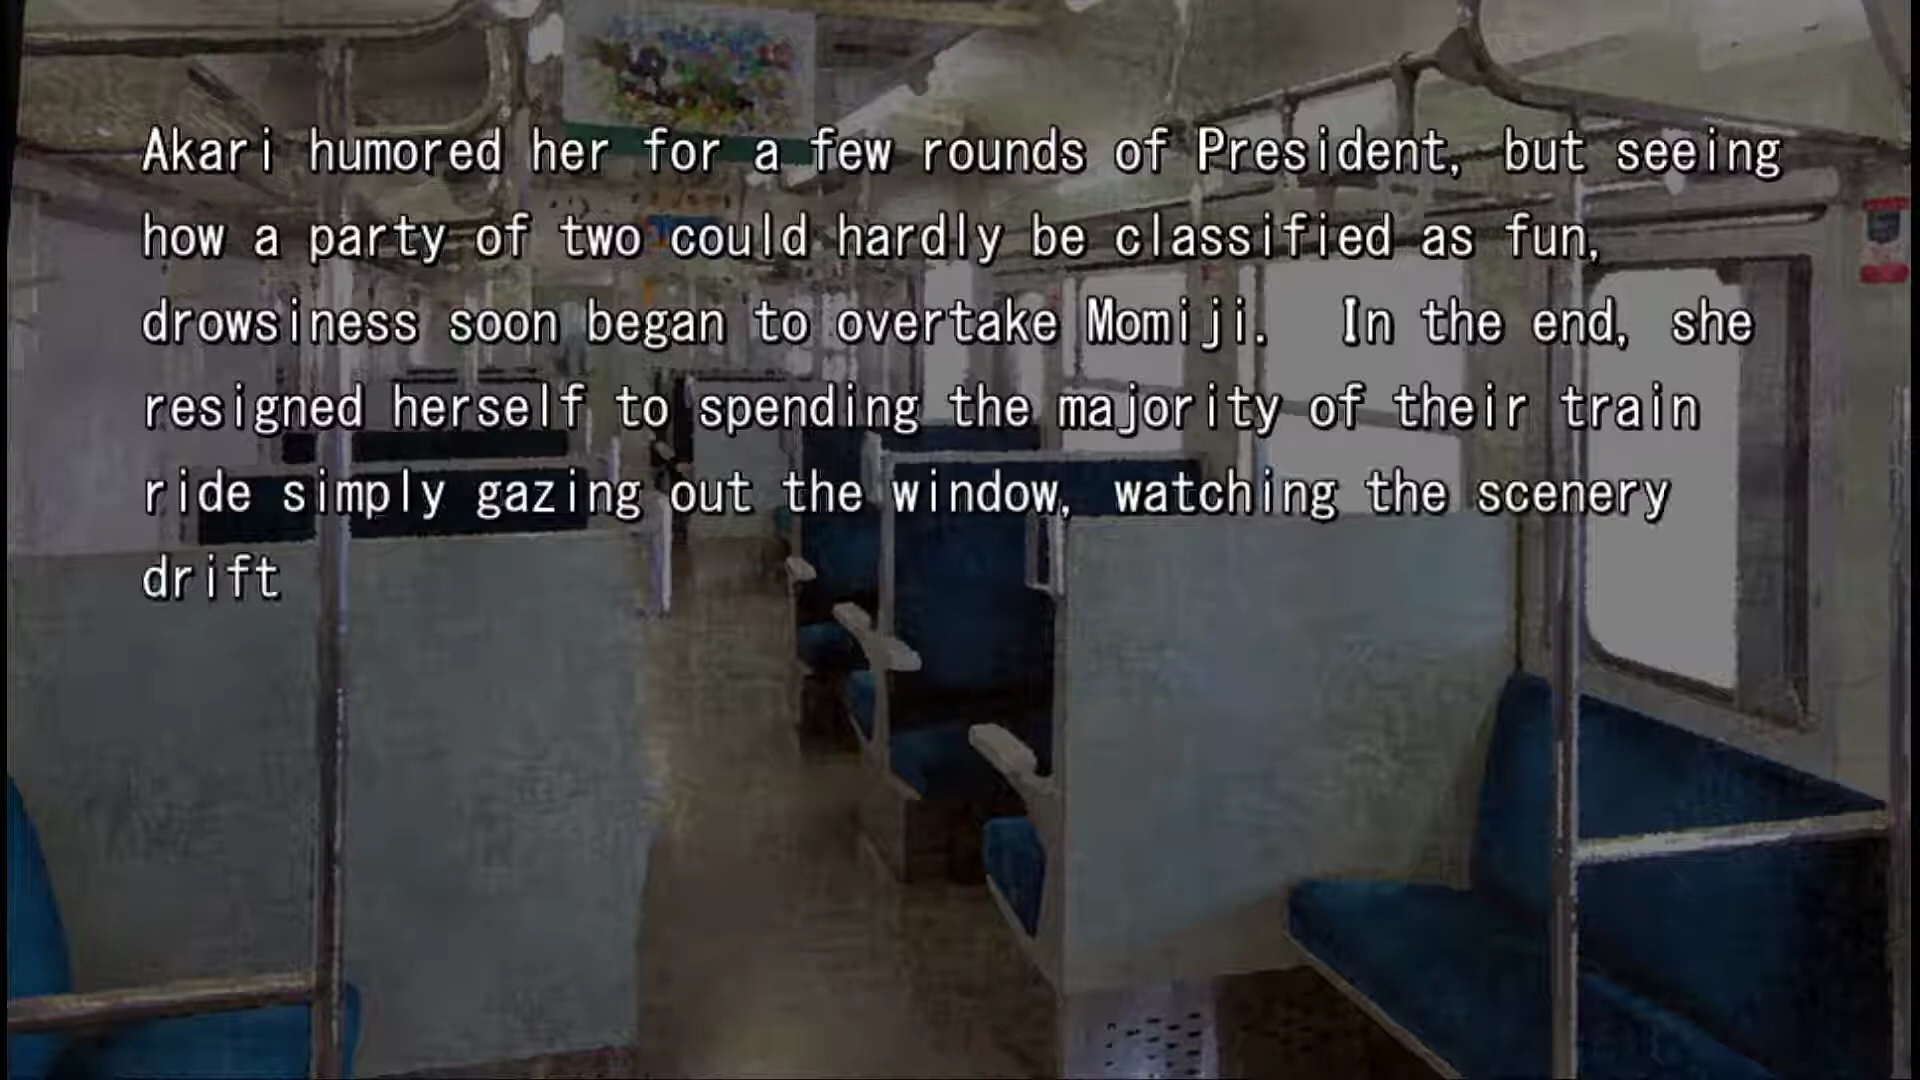 Akari humored her for a few rounds of President, but seeing
how a party of two could hardly be classified as fun,
drowsiness soon began to overtake Momiji.  In the end, she
resigned herself to spending the majority of their train
ride simply gazing out the window, watching the scenery
drift